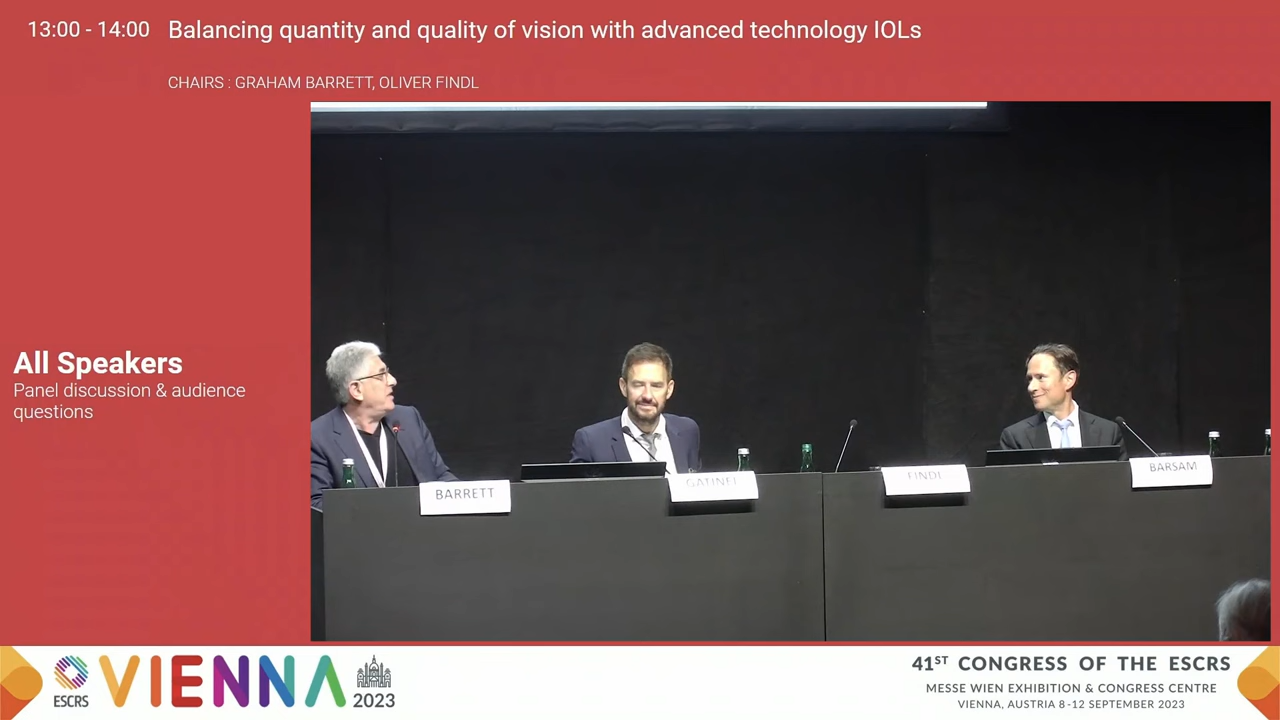 13:00 - 14:00 Balancing quantity and quality of vision with advanced technology IOLs
CHAIRS : GRAHAM BARRETT, OLIVER FINDL
All Speakers
Panel discussion & audience
questions
BARRETT
GATINEL
FINDL
BARSAM
ESCRS
VIENNA
2023
41ST CONGRESS OF THE ESCRS
MESSE WIEN EXHIBITION & CONGRESS CENTRE
VIENNA, AUSTRIA 8-12 SEPTEMBER 2023